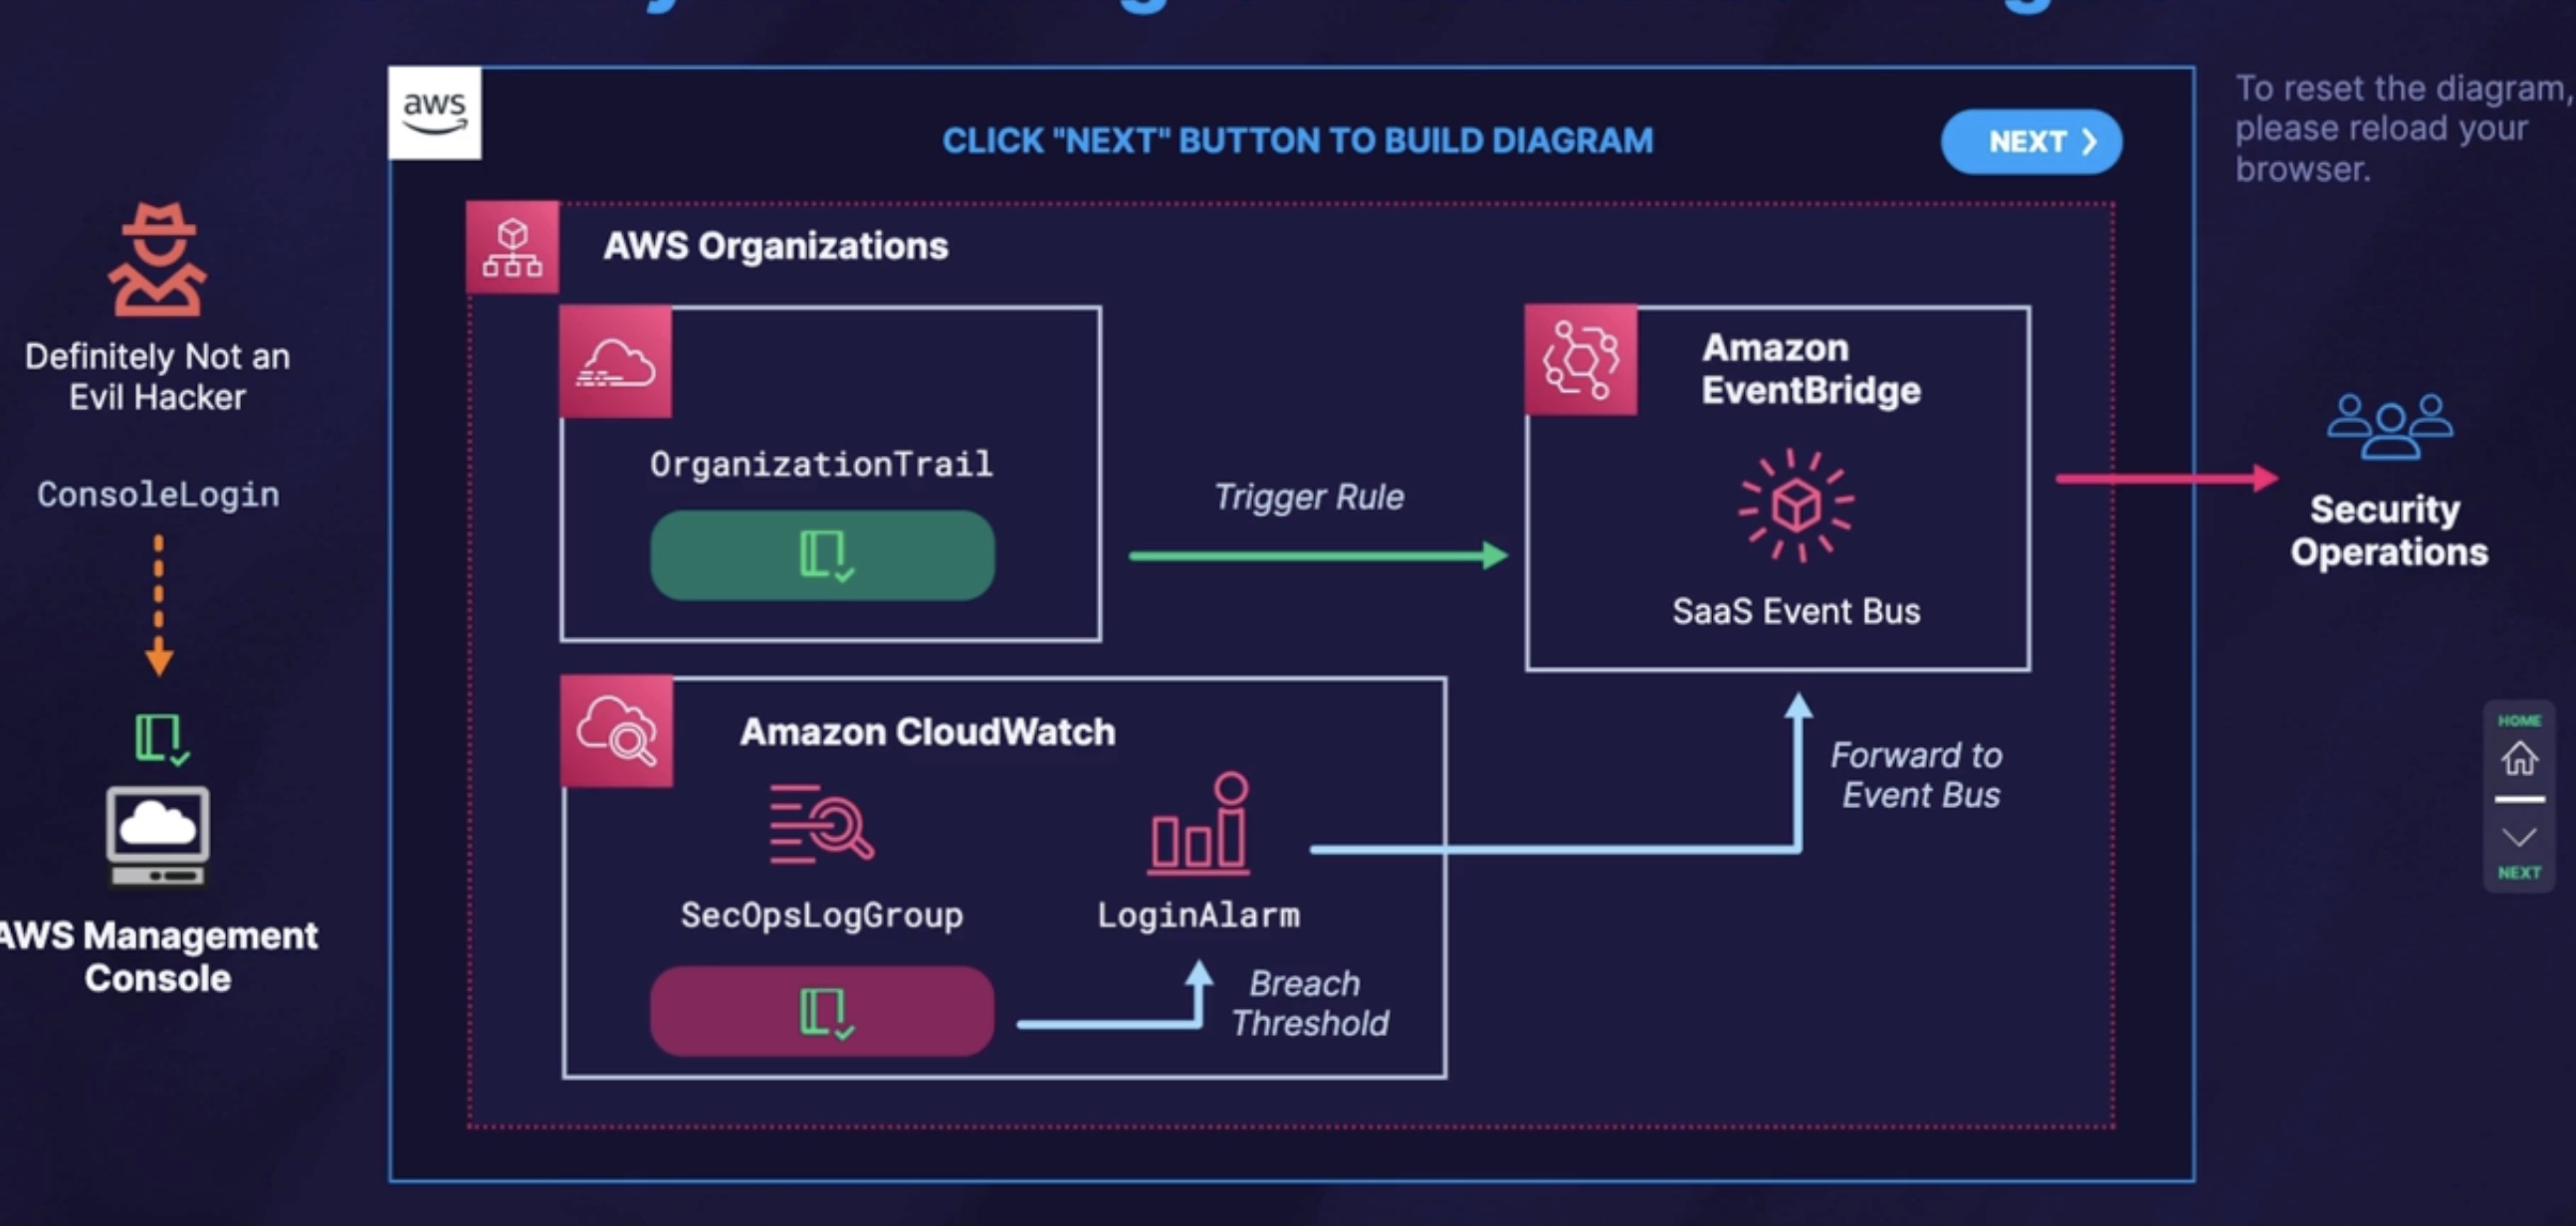 aws
CLICK "NEXT" BUTTON TO BUILD DIAGRAM
NEXT
To reset the diagram,
please reload your
browser.
AWS Organizations
Definitely Not an
Evil Hacker
ConsoleLogin
AWS Management
Console
OrganizationTrail
Trigger Rule
Amazon
EventBridge
SaaS Event Bus
Security
Operations
Amazon CloudWatch
SecOpsLogGroup
LoginAlarm
Breach
Threshold
Forward to
Event Bus
HOME
NEXT